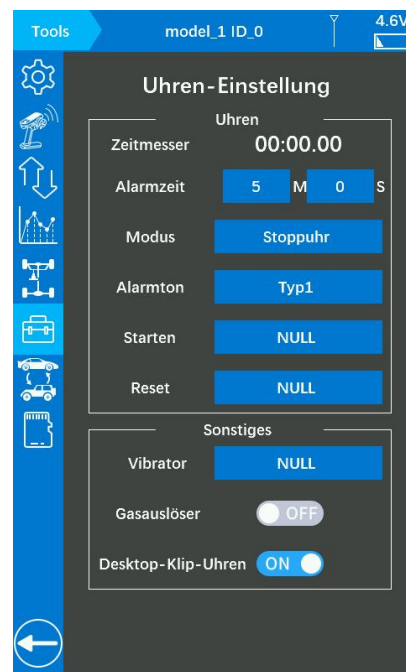 Tools model_1 ID_0 4.6V
Uhren-Einstellung
Uhren
Zeitmesser 00:00.00
Alarmzeit 5 M 0 S
Modus Stoppuhr
Alarmton Typ1
Starten NULL
Reset NULL
Sonstiges
Vibrator NULL
Gasauslöser OFF
Desktop-Klip-Uhren ON